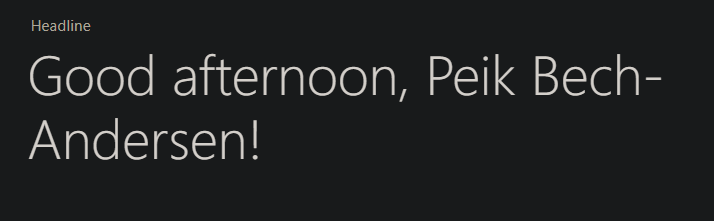 Headline
Good afternoon, Peik Bech-
Andersen!